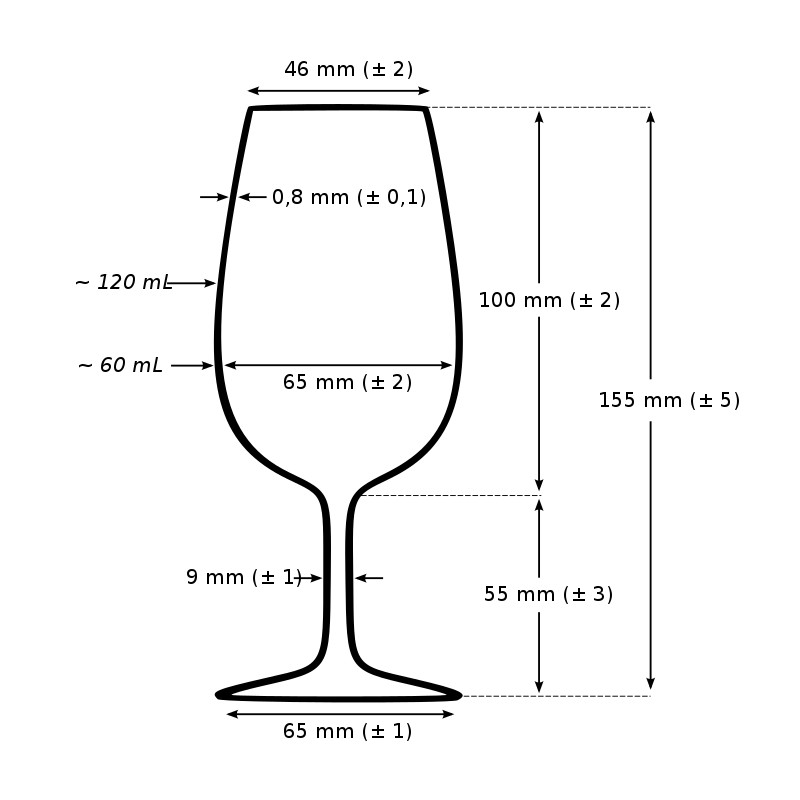 46 mm (± 2)
0,8 mm (± 0,1)
~ 120 mL
100 mm (± 2)
~ 60 mL
65 mm (± 2)
155 mm (± 5)
9 mm (± 1)
55 mm (± 3)
65 mm (± 1)